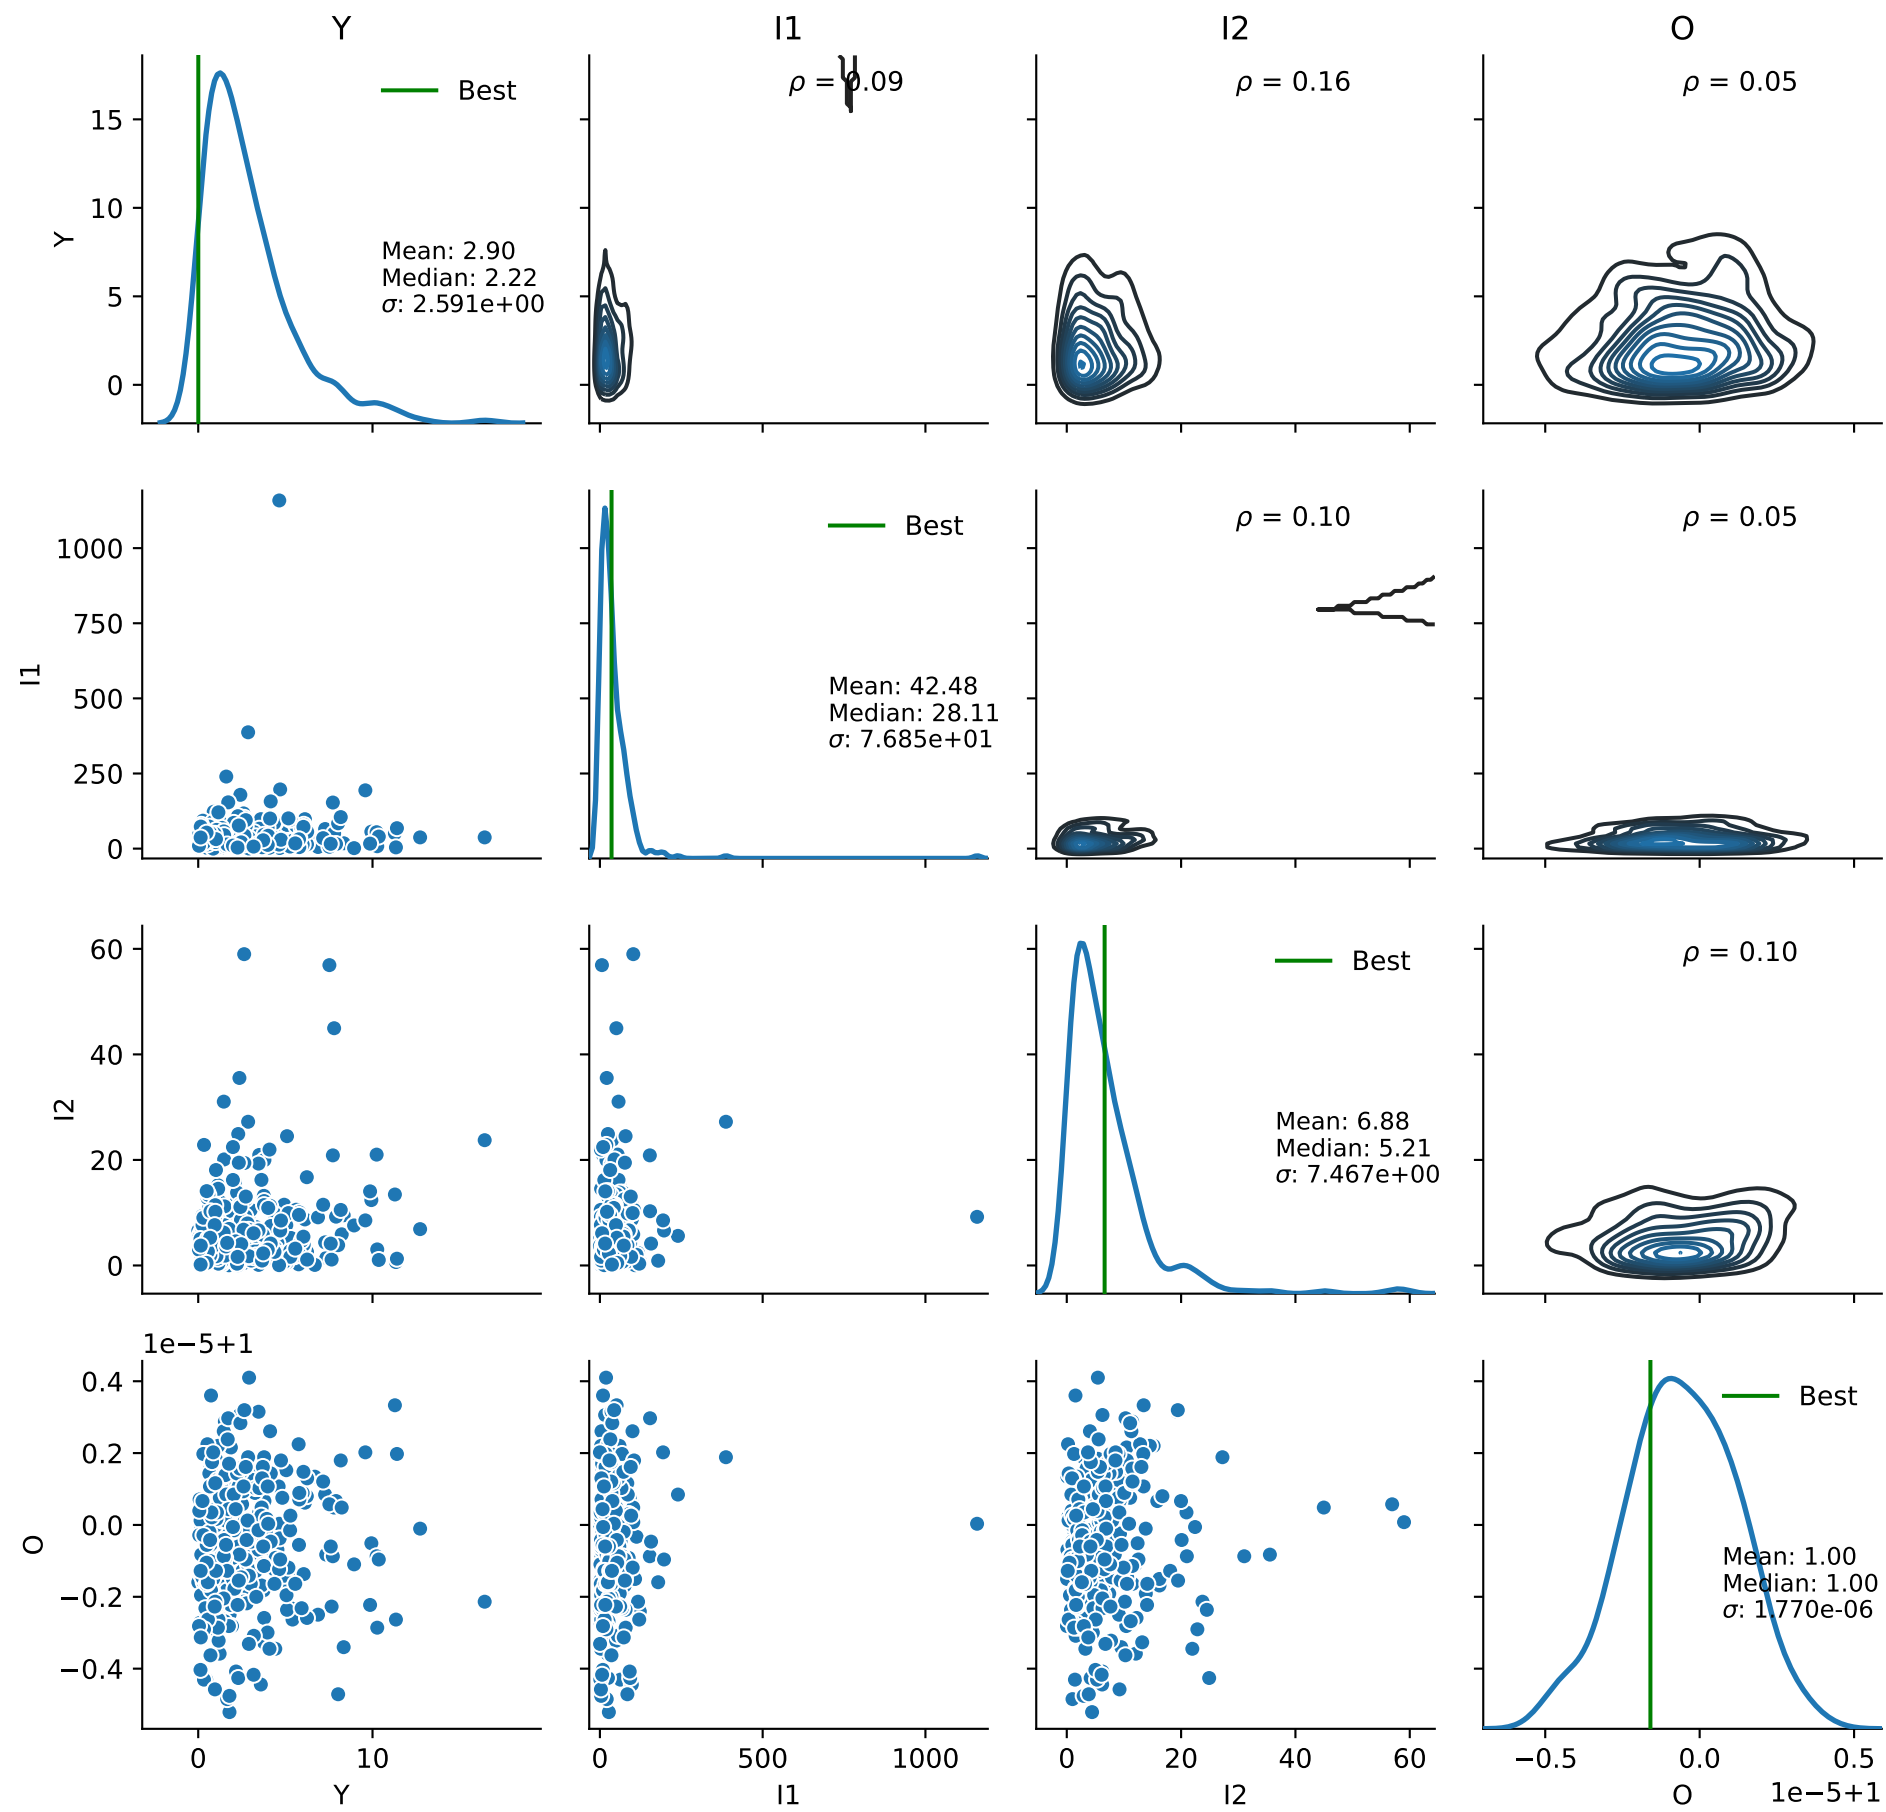 Y I1 I2 O
Y
15
10
5
0
Best
Mean: 2.90
Median: 2.22
σ: 2.591e+00
ρ = 0.09
ρ = 0.16
ρ = 0.05
0 10
I1
1000
750
500
250
0
Best
Mean: 42.48
Median: 28.11
σ: 7.685e+01
ρ = 0.10
ρ = 0.05
I2
60
40
20
0
Best
Mean: 6.88
Median: 5.21
σ: 7.467e+00
ρ = 0.10
1e−5+1
O
0.4
0.2
0.0
−0.2
−0.4
Best
Mean: 1.00
Median: 1.00
σ: 1.770e-06
0 10
Y
0 500 1000
I1
0 20 40 60
I2
−0.5 0.0 0.5
O
1e−5+1